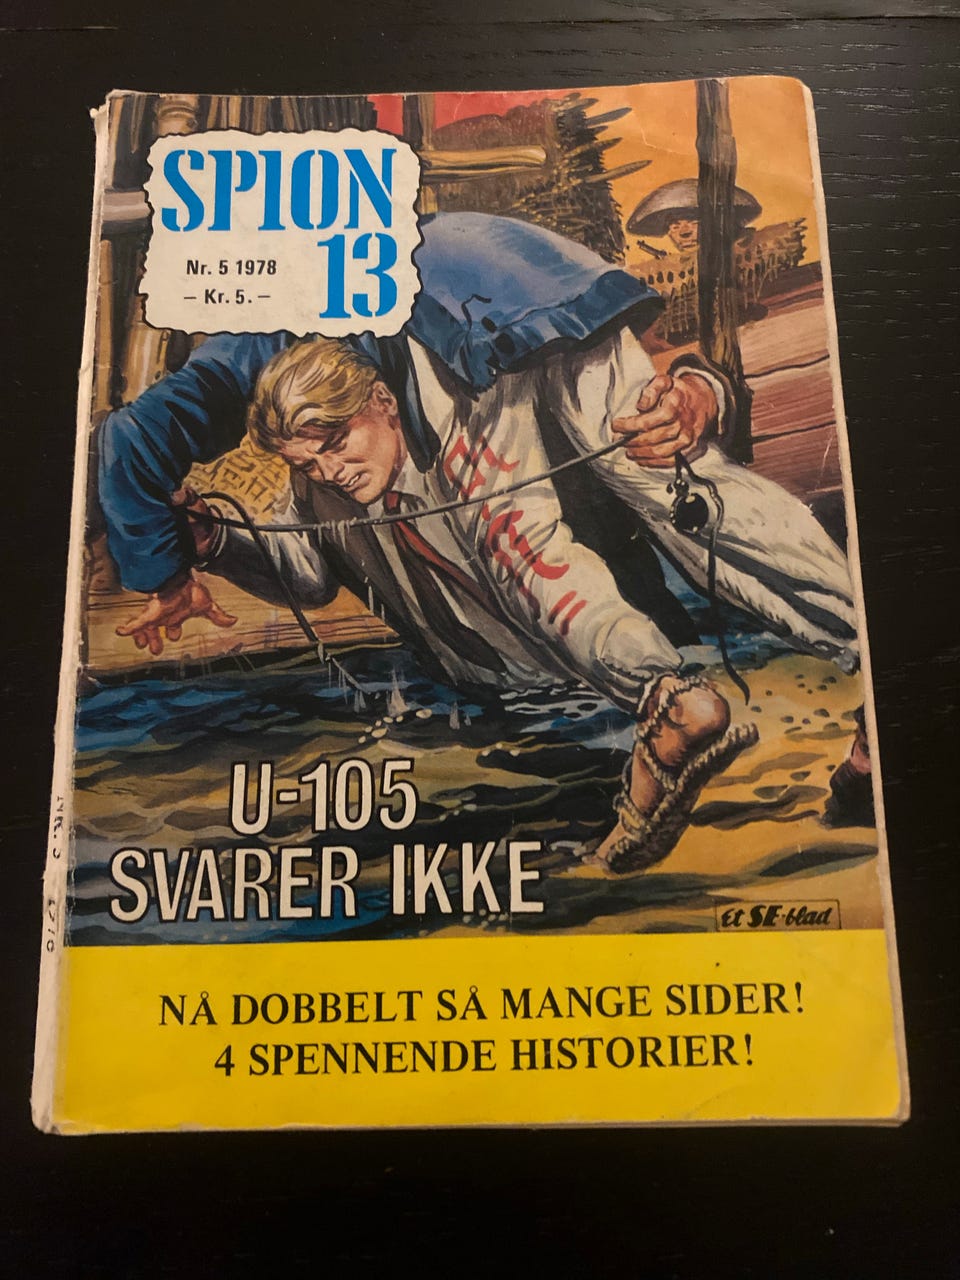 SPION
13
Nr. 5 1978
– Kr. 5. –
U-105
SVARER IKKE
Et SE-blad
NÅ DOBBELT SÅ MANGE SIDER!
4 SPENNENDE HISTORIER!